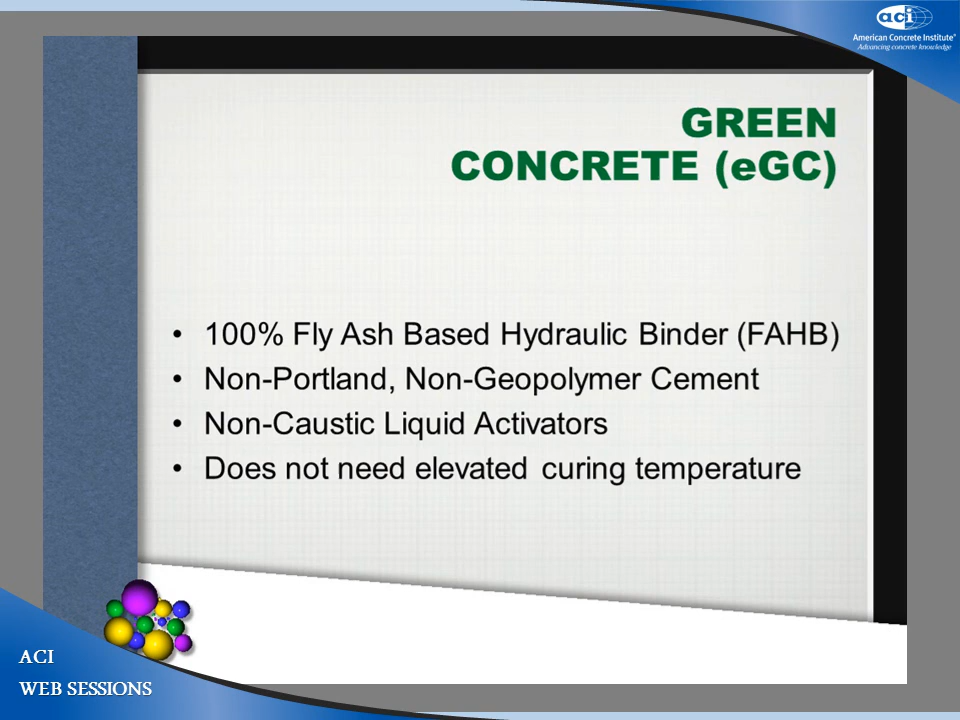 aci
American Concrete Institute®
Advancing concrete knowledge
GREEN
CONCRETE (eGC)
• 100% Fly Ash Based Hydraulic Binder (FAHB)
• Non-Portland, Non-Geopolymer Cement
• Non-Caustic Liquid Activators
• Does not need elevated curing temperature
ACI
WEB SESSIONS